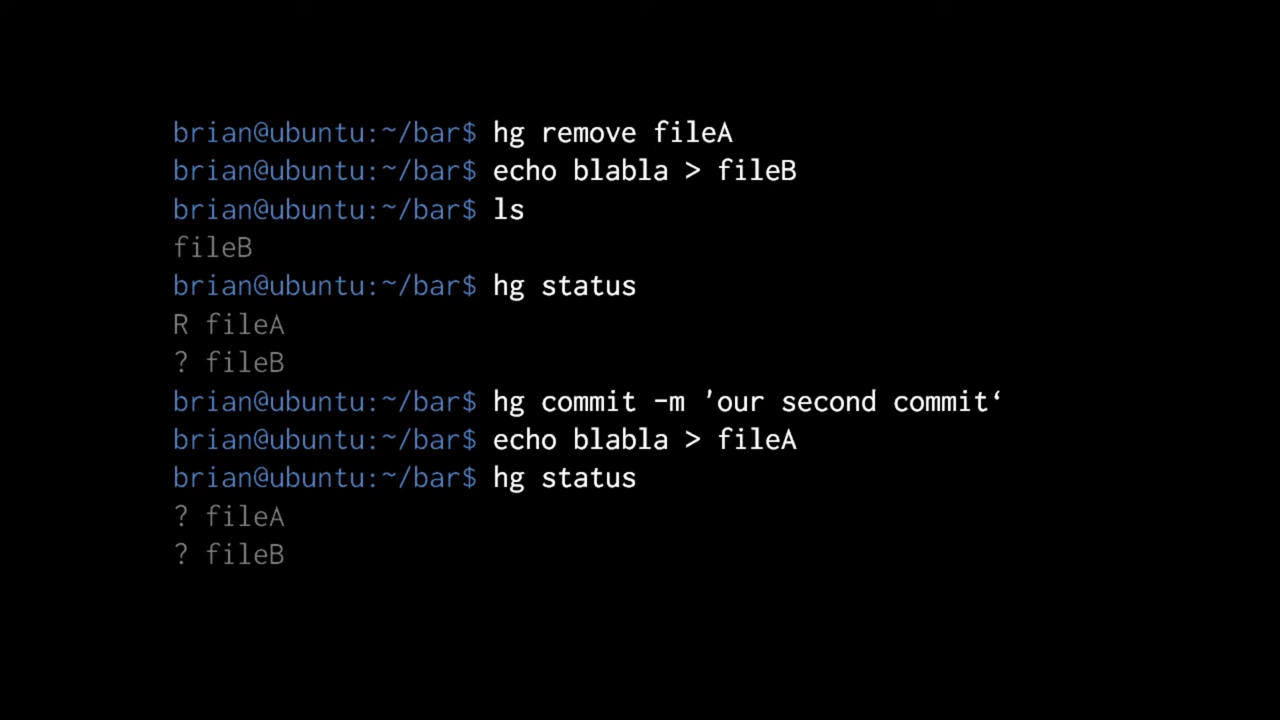 brian@ubuntu:~/bar$ hg remove fileA
brian@ubuntu:~/bar$ echo blabla > fileB
brian@ubuntu:~/bar$ ls
fileB
brian@ubuntu:~/bar$ hg status
R fileA
? fileB
brian@ubuntu:~/bar$ hg commit -m ’our second commit‘
brian@ubuntu:~/bar$ echo blabla > fileA
brian@ubuntu:~/bar$ hg status
? fileA
? fileB